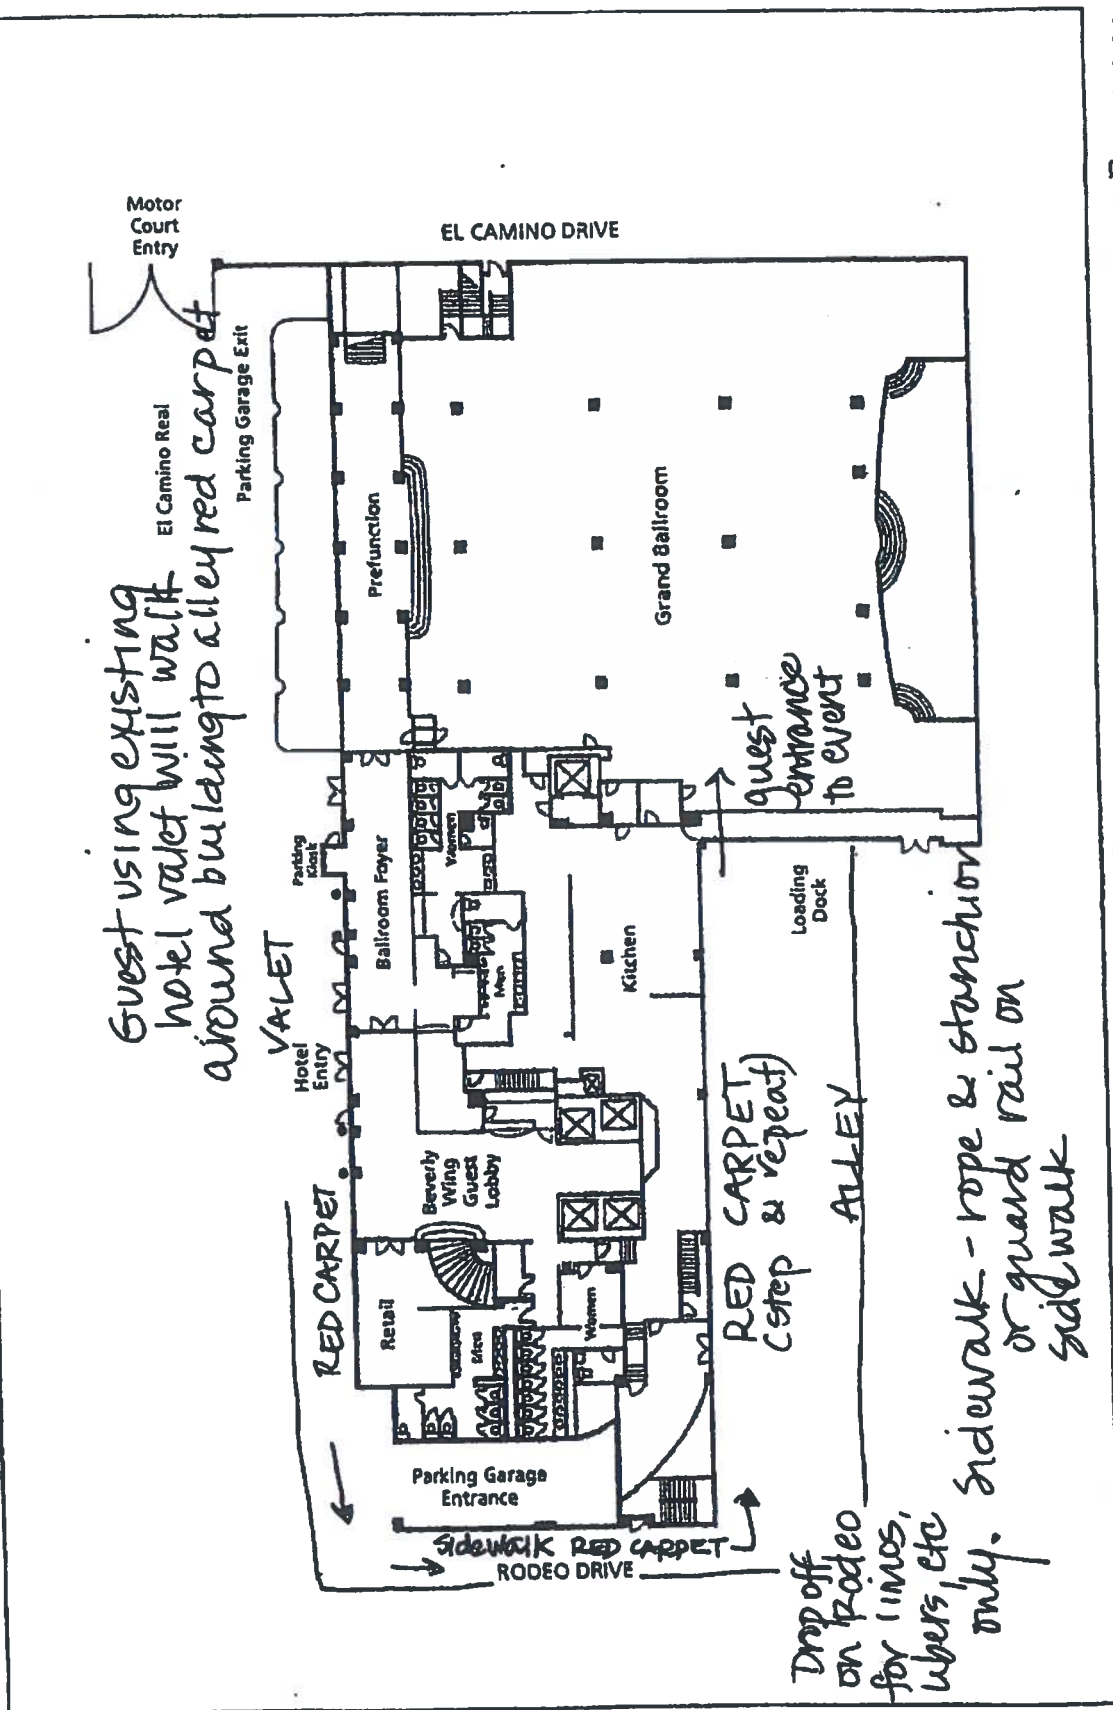 Motor
Court
Entry
EL CAMINO DRIVE
El Camino Real
Parking Garage Exit
Guest using existing
hotel valet will walk
around building to alley red carpet
Prefunction
Grand Ballroom
guest
entrance
to event
Parking
Kiosk
Ballroom Foyer
Women
VALET
Hotel
Entry
Men
Kitchen
Loading
Dock
RED CARPET
Beverly
Wing
Guest
Lobby
RED CARPET
(step & repeat)
ALLEY
Retail
Men
Women
Parking Garage
Entrance
Sidewalk RED CARPET
RODEO DRIVE
Drop off
on Rodeo
for limos,
ubers, etc
only.
Sidewalk - rope & stanchion
or guard rail on
sidewalk